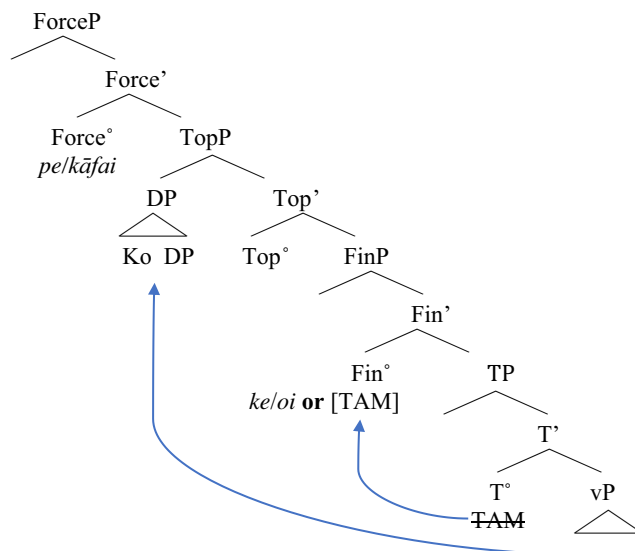 ForceP
Force’
Force° TopP
pe/kāfai
DP Top’
Ko DP Top° FinP
Fin’
Fin° TP
ke/oi or [TAM]
T’
T° vP
TAM